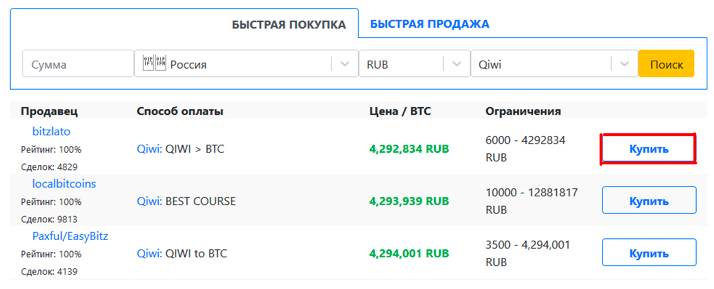 БЫСТРАЯ ПОКУПКА БЫСТРАЯ ПРОДАЖА
Сумма Россия RUB Qiwi Поиск
Продавец Способ оплаты Цена / BTC Ограничения
bitzlato
Рейтинг: 100%
Сделок: 4829
Qiwi: QIWI > BTC
4,292,834 RUB
6000 - 4292834
RUB
Купить
localbitcoins
Рейтинг: 100%
Сделок: 9813
Qiwi: BEST COURSE
4,293,939 RUB
10000 - 12881817
RUB
Купить
Paxful/EasyBitz
Рейтинг: 100%
Сделок: 4139
Qiwi: QIWI to BTC
4,294,001 RUB
3500 - 4,294,001
RUB
Купить